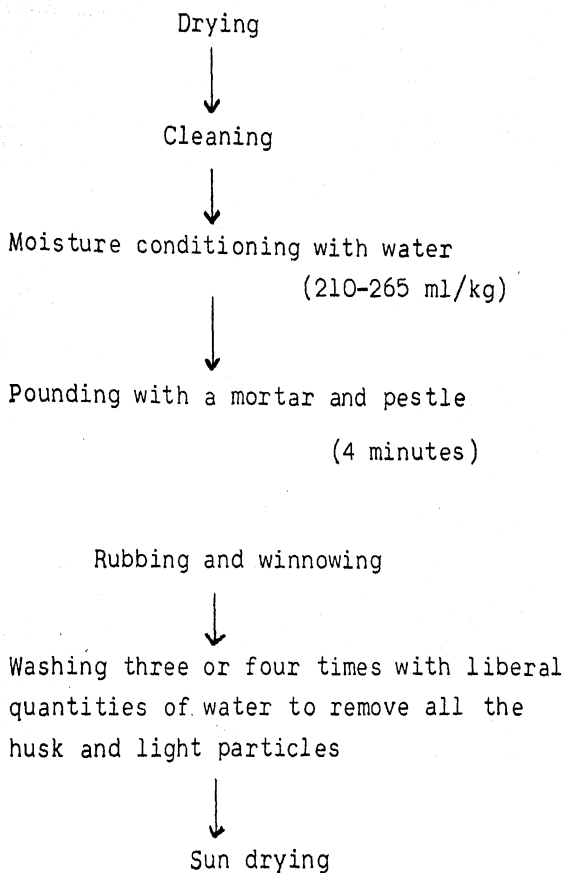 Drying
Cleaning
Moisture conditioning with water
(210-265 ml/kg)
Pounding with a mortar and pestle
(4 minutes)
Rubbing and winnowing
Washing three or four times with liberal
quantities of water to remove all the
husk and light particles
Sun drying